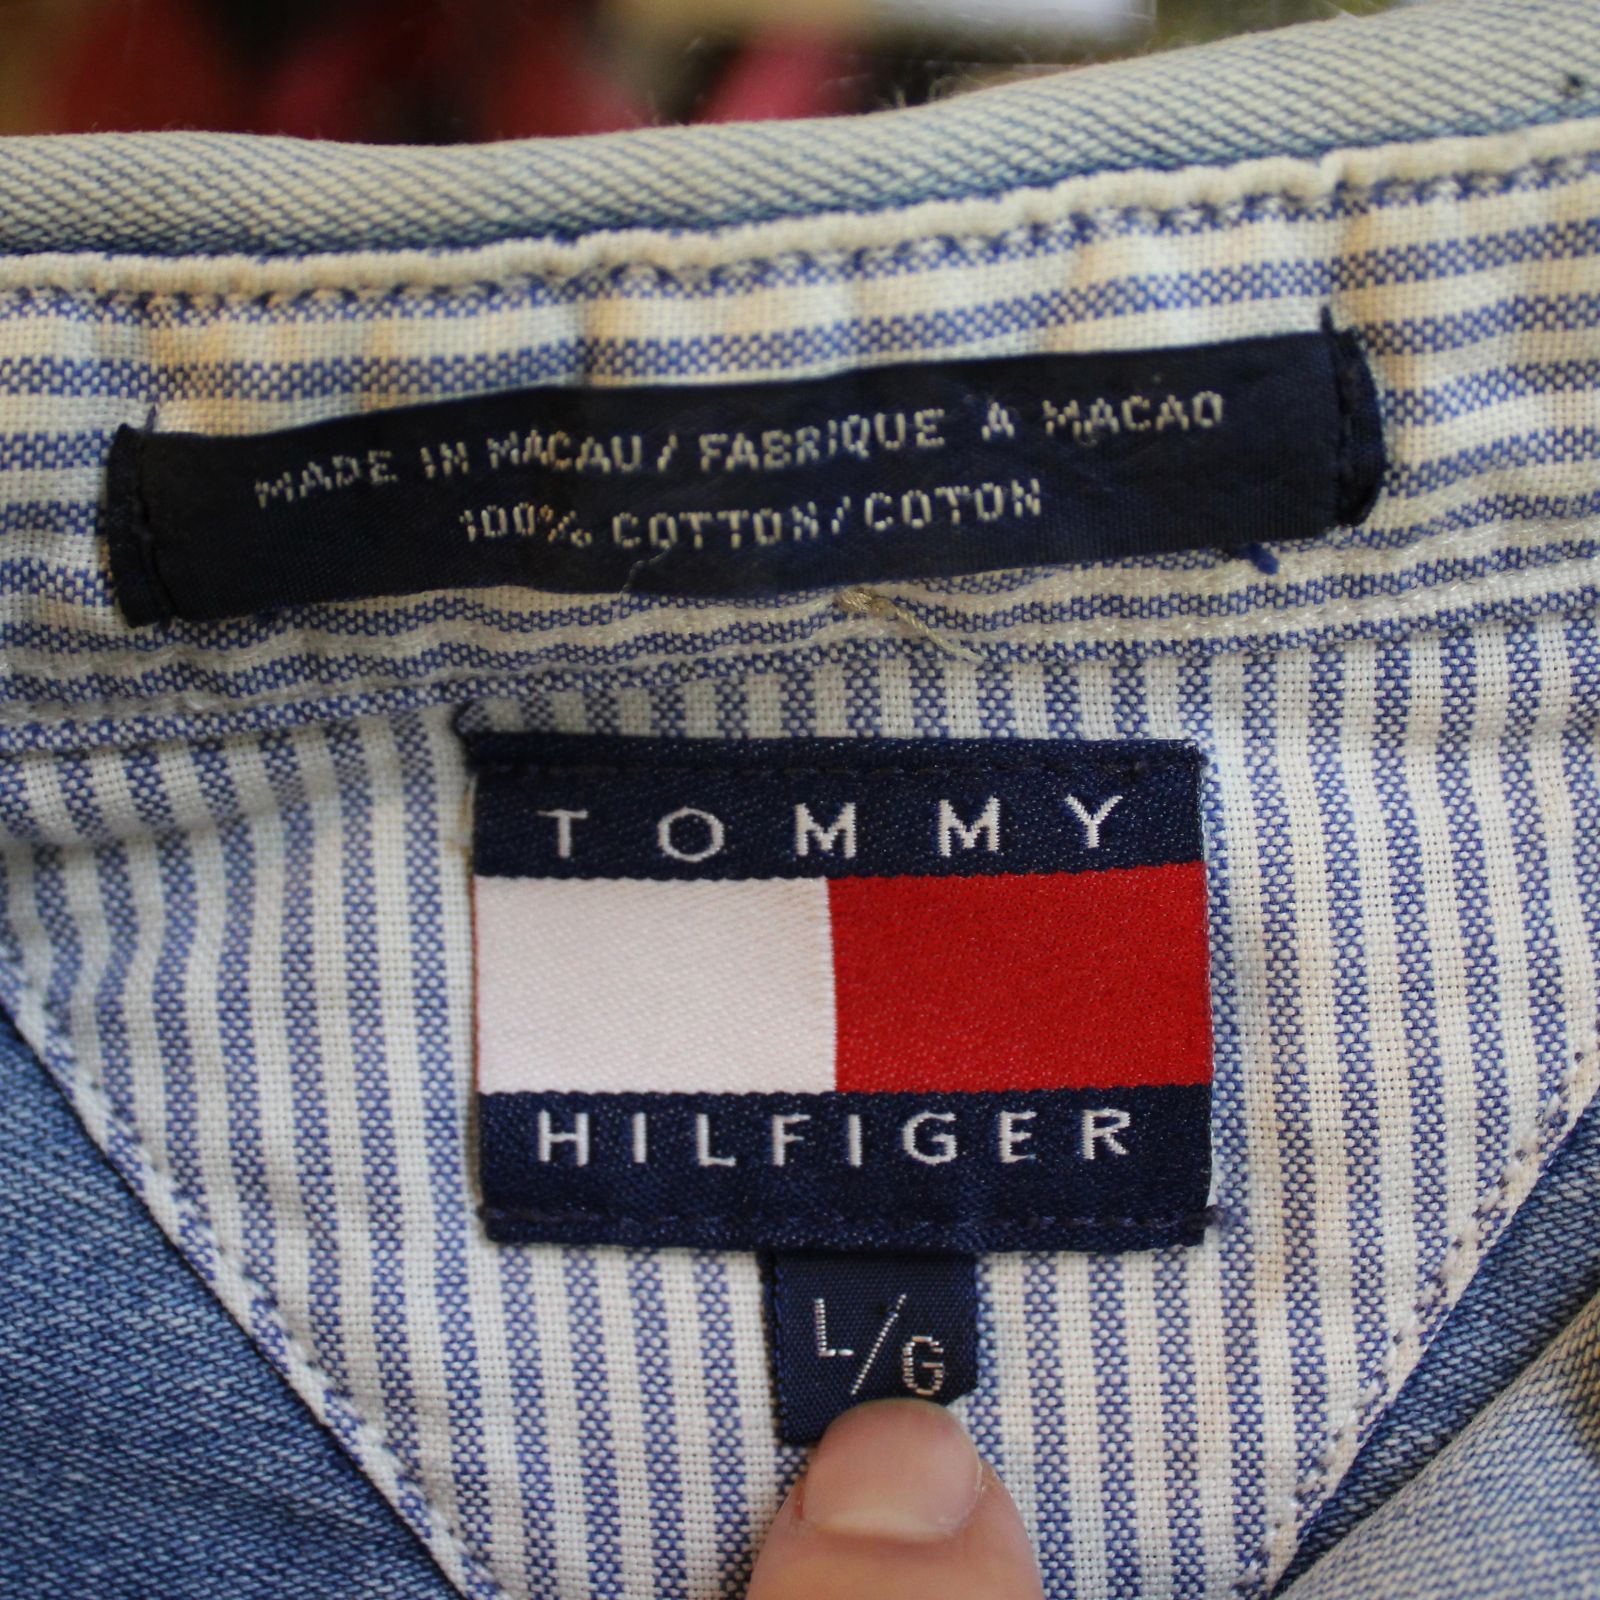 MADE IN MACAU / FABRIQUE A MACAO
100% COTTON / COTON
TOMMY
HILFIGER
L/G